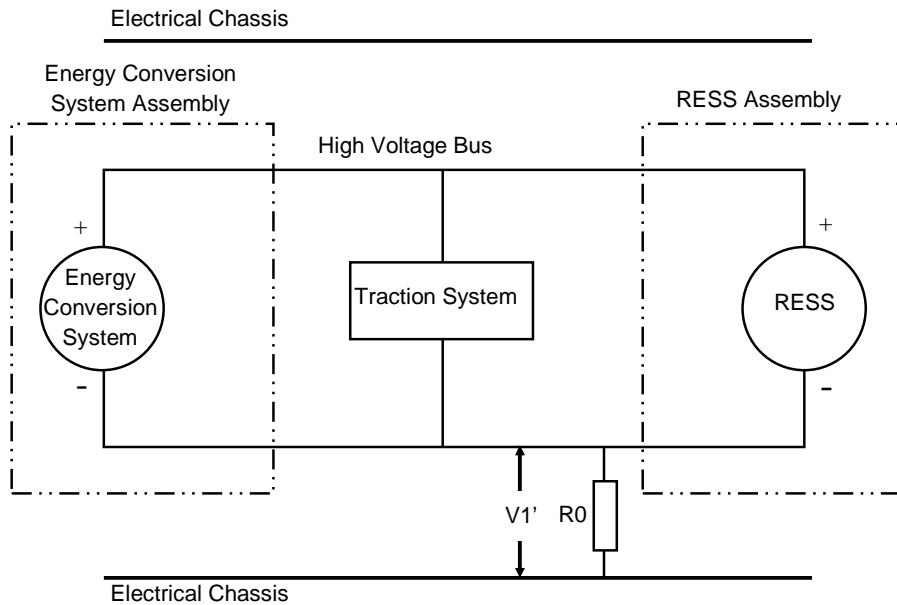 Electrical Chassis
Energy Conversion
System Assembly
RESS Assembly
High Voltage Bus
+
+
Energy
Conversion
System
Traction System
RESS
-
-
V1’
R0
Electrical Chassis